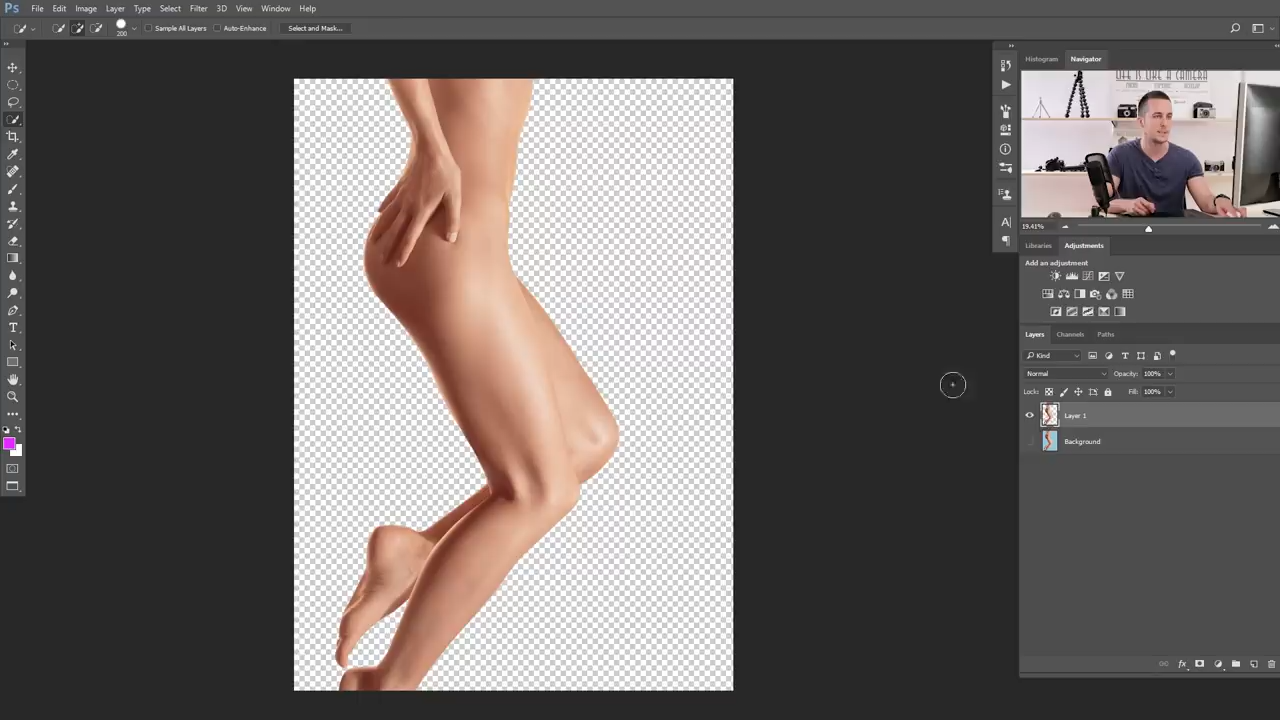 Ps File Edit Image Layer Type Select Filter 3D View Window Help
200 Sample All Layers Auto-Enhance Select and Mask...
Histogram Navigator
LIFE IS LIKE A CAMERA
19.41%
Libraries Adjustments
Add an adjustment
Layers Channels Paths
Kind
Normal Opacity: 100%
Lock: Fill: 100%
Layer 1
Background